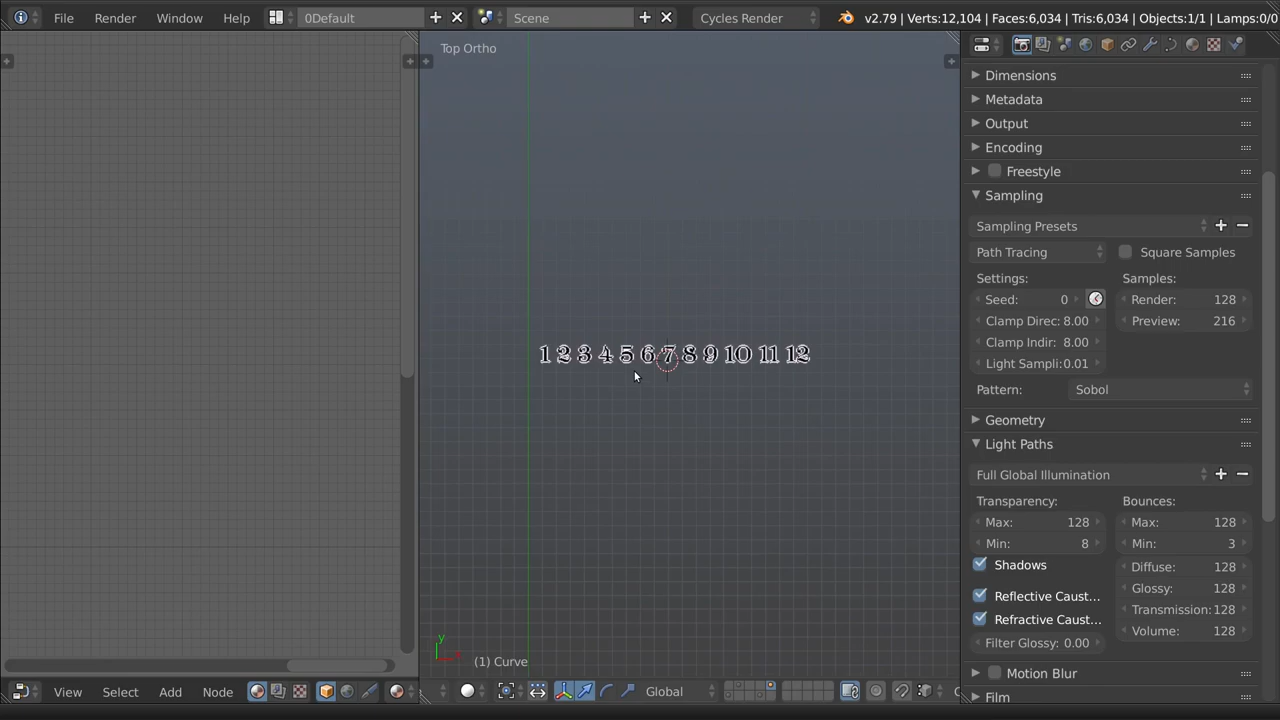 File Render Window Help 0Default Scene Cycles Render v2.79 | Verts:12,104 | Faces:6,034 | Tris:6,034 | Objects:1/1 | Lamps:0/0
Top Ortho
1 2 3 4 5 6 7 8 9 10 11 12
y
(1) Curve
View Select Add Node
Global
Dimensions
Metadata
Output
Encoding
Freestyle
Sampling
Sampling Presets
Path Tracing Square Samples
Settings: Samples:
Seed: 0 Render: 128
Clamp Direc: 8.00 Preview: 216
Clamp Indir: 8.00
Light Sampli: 0.01
Pattern: Sobol
Geometry
Light Paths
Full Global Illumination
Transparency: Bounces:
Max: 128 Max: 128
Min: 8 Min: 3
Shadows Diffuse: 128
Reflective Caust... Glossy: 128
Refractive Caust... Transmission: 128
Filter Glossy: 0.00 Volume: 128
Motion Blur
Film